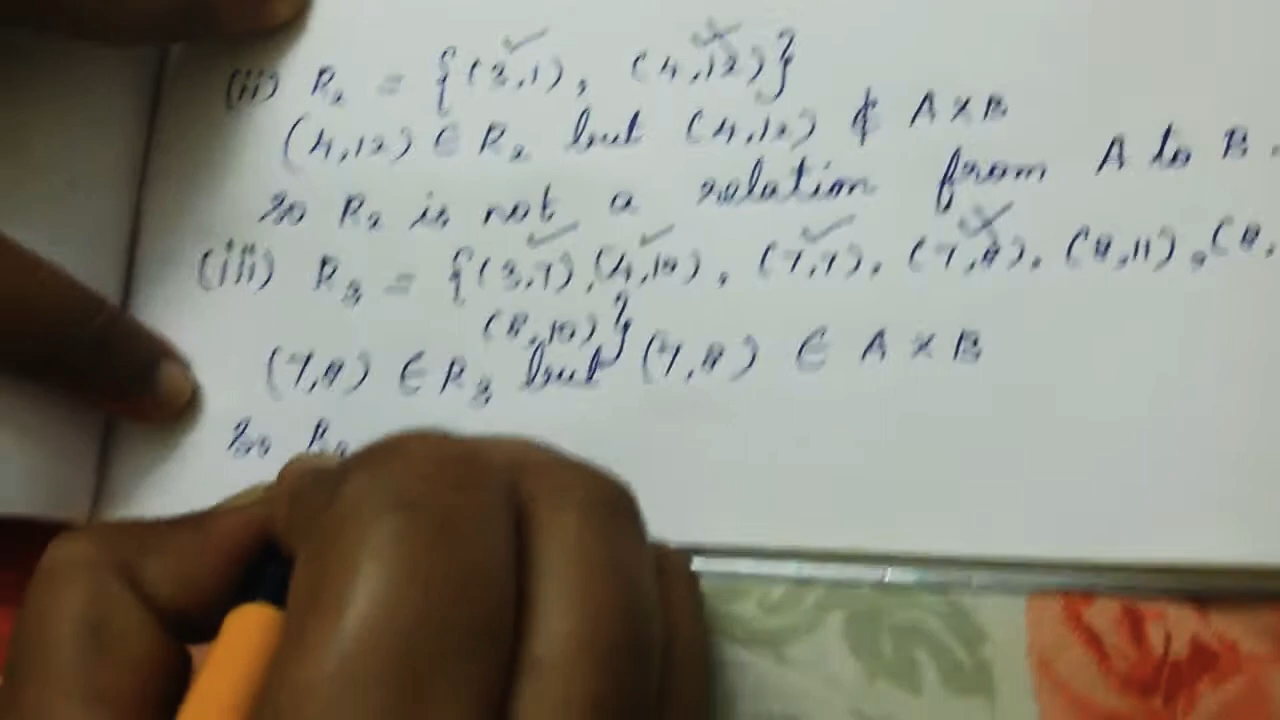 (ii) R₂ = {(3,1), (4,12)}
(4,12) ∈ R₂ but (4,12) ∉ A × B
So R₂ is not a relation from A to B.
(iii) R₃ = {(3,7),(4,10), (7,7), (7,8), (8,11), (8,
(8,10)}
(7,8) ∈ R₃ but (7,8) ∈ A × B
So R₃